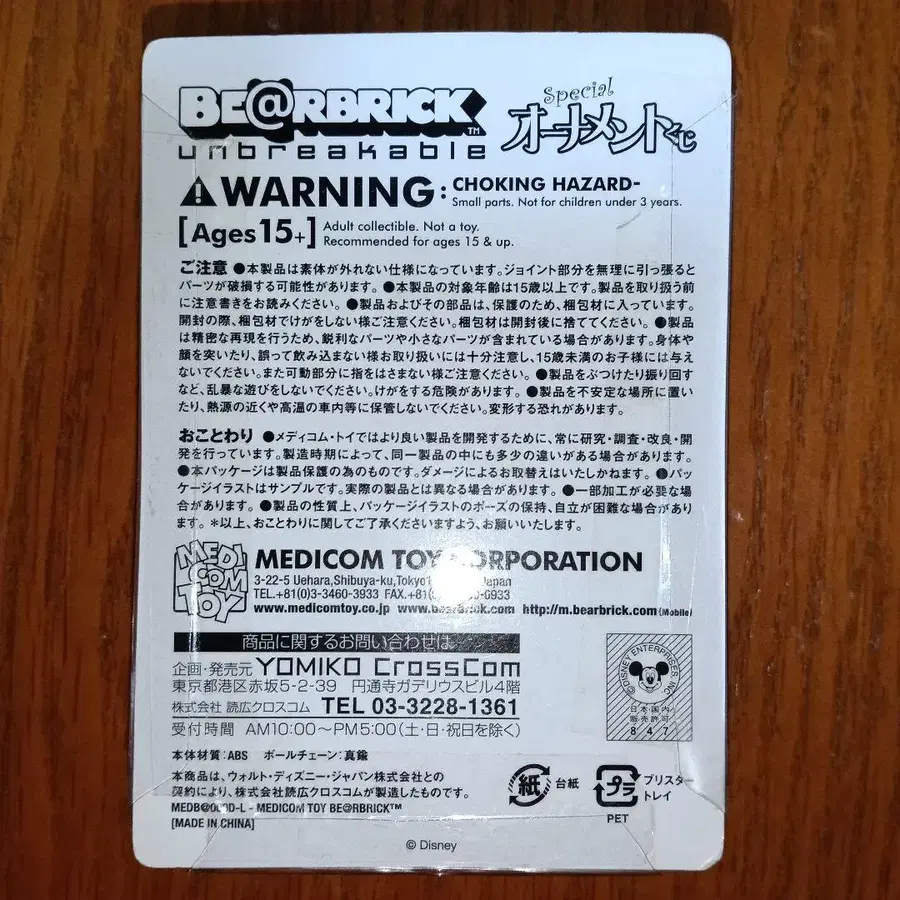 BE@RBRICK TM
unbreakable
Special
オーナメントくじ
WARNING: CHOKING HAZARD-
Small parts. Not for children under 3 years.
[Ages 15+] Adult collectible. Not a toy.
Recommended for ages 15 & up.
ご注意 ●本製品は素体が外れない仕様になっています。ジョイント部分を無理に引っ張ると
パーツが破損する可能性があります。 ●本製品の対象年齢は15歳以上です。製品を取り扱う前
に注意書きをお読みください。 ●製品およびその部品は、保護のため、梱包材に入っています。
開封の際、梱包材でけがをしない様ご注意ください。梱包材は開封後に捨ててください。 ●製品
は精密な再現を行うため、鋭利なパーツや小さなパーツが含まれている場合があります。身体や
顔を突いたり、誤って飲み込まない様お取り扱いには十分注意し、15歳未満のお子様には与え
ないでください。また可動部分に指をはさまない様ご注意ください。 ●製品をぶつけたり振り回す
など、乱暴な遊びをしないでください。けがをする危険があります。 ●製品を不安定な場所に置い
たり、熱源の近くや高温の車内等に保管しないでください。変形する恐れがあります。
おことわり ●メディコム・トイではより良い製品を開発するために、常に研究・調査・改良・開
発を行っています。製造時期によって、同一製品の中にも多少の違いがある場合があります。
●本パッケージは製品保護の為のものです。ダメージによるお取替えはいたしかねます。 ●パッ
ケージイラストはサンプルです。実際の製品とは異なる場合があります。 ●一部加工が必要な場
合があります。 ●製品の性質上、パッケージイラストのポーズの保持、自立が困難な場合があり
ます。 *以上、おことわりに関してご了承くださいますよう、お願いいたします。
MEDI
COM
TOY
MEDICOM TOY CORPORATION
3-22-5 Uehara,Shibuya-ku,Tokyo Japan
TEL.+81(0)3-3460-3933 FAX.+81(0)
www.medicomtoy.co.jp www.bearbrick.com http://m.bearbrick.com (Mobile)
商品に関するお問い合わせは
企画・発売元 YOMIKO CrossCom
東京都港区赤坂5-2-39 円通寺ガデリウスビル4階
株式会社 読広クロスコム TEL 03-3228-1361
受付時間 AM10:00~PM5:00(土・日・祝日を除く)
©DISNEY ENTERPRISES, INC.
日本国内
販売許可
847
本体材質:ABS ボールチェーン:真鍮
本商品は、ウォルト・ディズニー・ジャパン株式会社との
契約により、株式会社読広クロスコムが製造したものです。
MEDICOM TOY BE@RBRICK™
[MADE IN CHINA]
紙 台紙
プラ ブリスター
トレイ
PET
© Disney